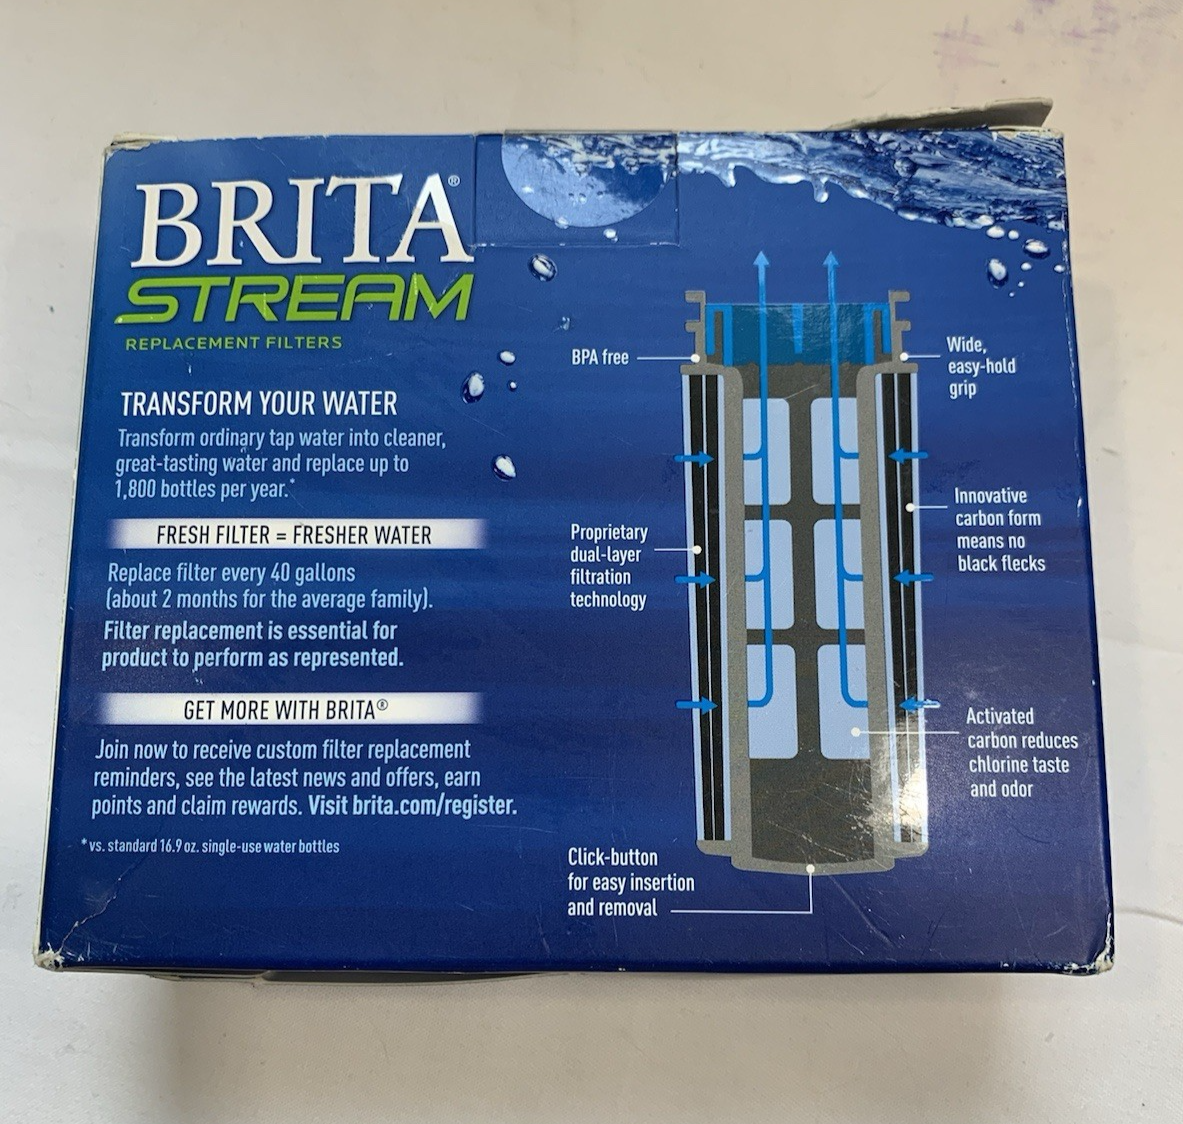 BRITA®
STREAM
REPLACEMENT FILTERS
TRANSFORM YOUR WATER
Transform ordinary tap water into cleaner,
great-tasting water and replace up to
1,800 bottles per year.*
FRESH FILTER = FRESHER WATER
Replace filter every 40 gallons
(about 2 months for the average family).
Filter replacement is essential for
product to perform as represented.
GET MORE WITH BRITA®
Join now to receive custom filter replacement
reminders, see the latest news and offers, earn
points and claim rewards. Visit brita.com/register.
* vs. standard 16.9 oz. single-use water bottles
BPA free
Wide,
easy-hold
grip
Proprietary
dual-layer
filtration
technology
Innovative
carbon form
means no
black flecks
Activated
carbon reduces
chlorine taste
and odor
Click-button
for easy insertion
and removal